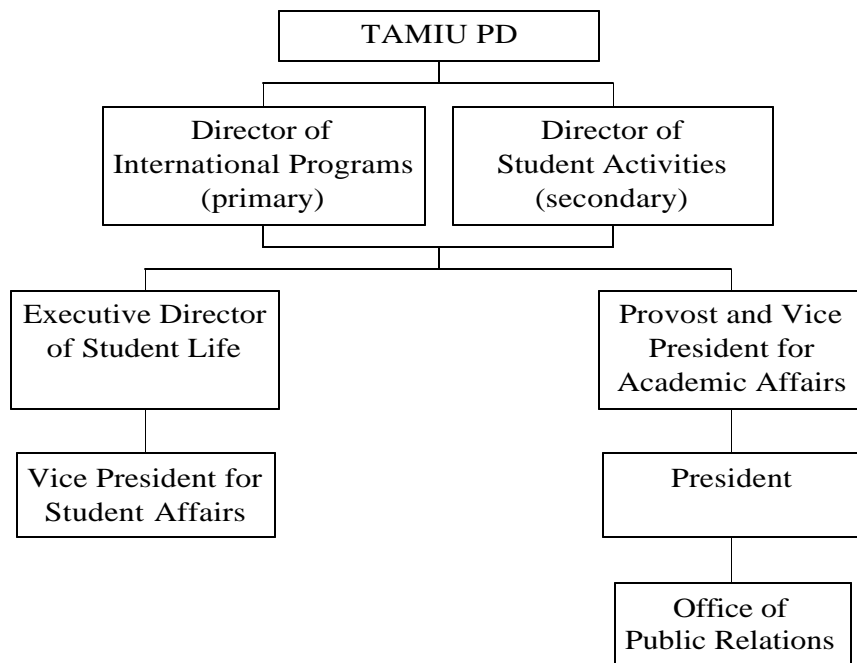 TAMIU PD
Director of
International Programs
(primary)
Director of
Student Activities
(secondary)
Executive Director
of Student Life
Provost and Vice
President for
Academic Affairs
Vice President for
Student Affairs
President
Office of
Public Relations